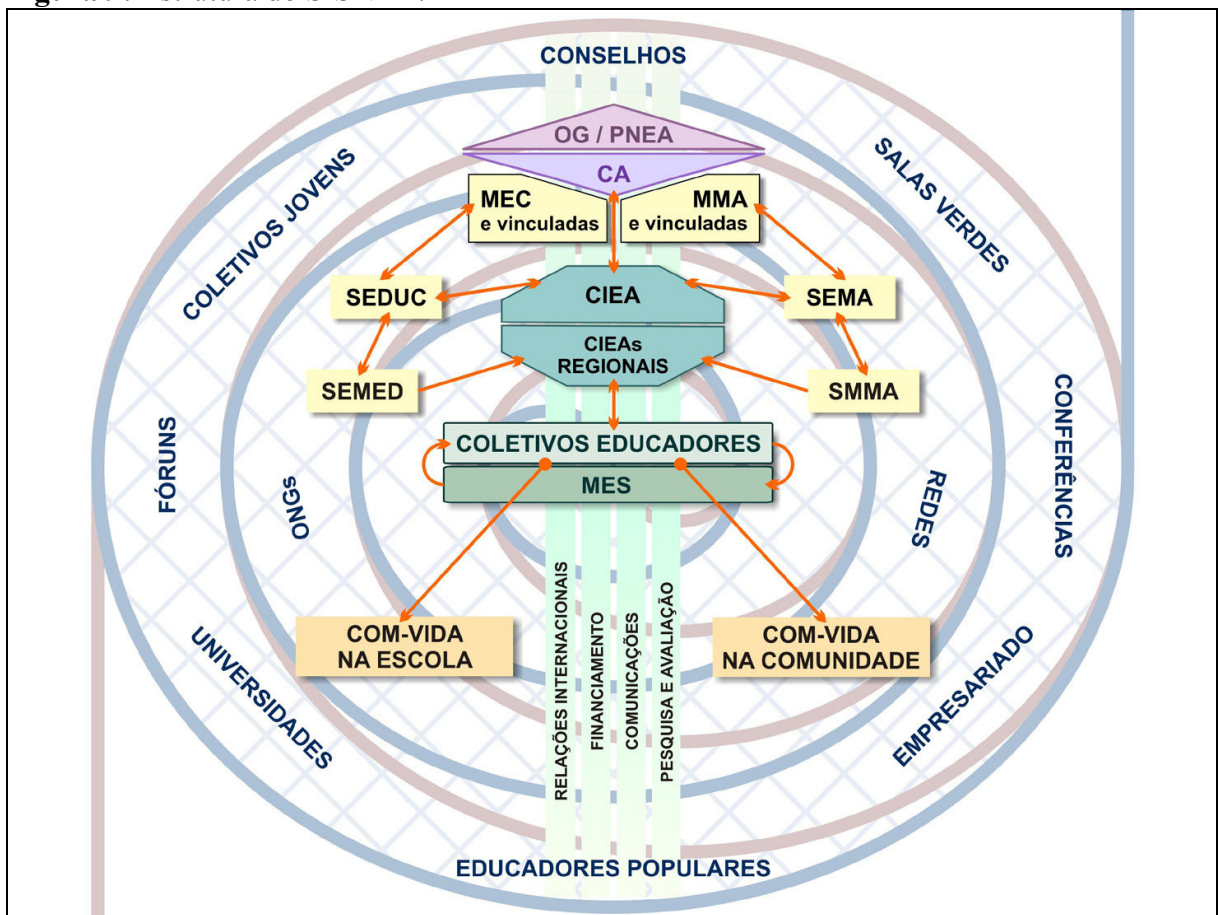 CONSELHOS
OG / PNEA
CA
COLETIVOS JOVENS
SALAS VERDES
MEC
e vinculadas
MMA
e vinculadas
SEDUC
CIEA
SEMA
CIEAs
REGIONAIS
SEMED
SMMA
COLETIVOS EDUCADORES
MES
FÓRUNS
ONGs
REDES
CONFERÊNCIAS
COM-VIDA
NA ESCOLA
COM-VIDA
NA COMUNIDADE
RELAÇÕES INTERNACIONAIS
FINANCIAMENTO
COMUNICAÇÕES
PESQUISA E AVALIAÇÃO
UNIVERSIDADES
EMPRESARIADO
EDUCADORES POPULARES